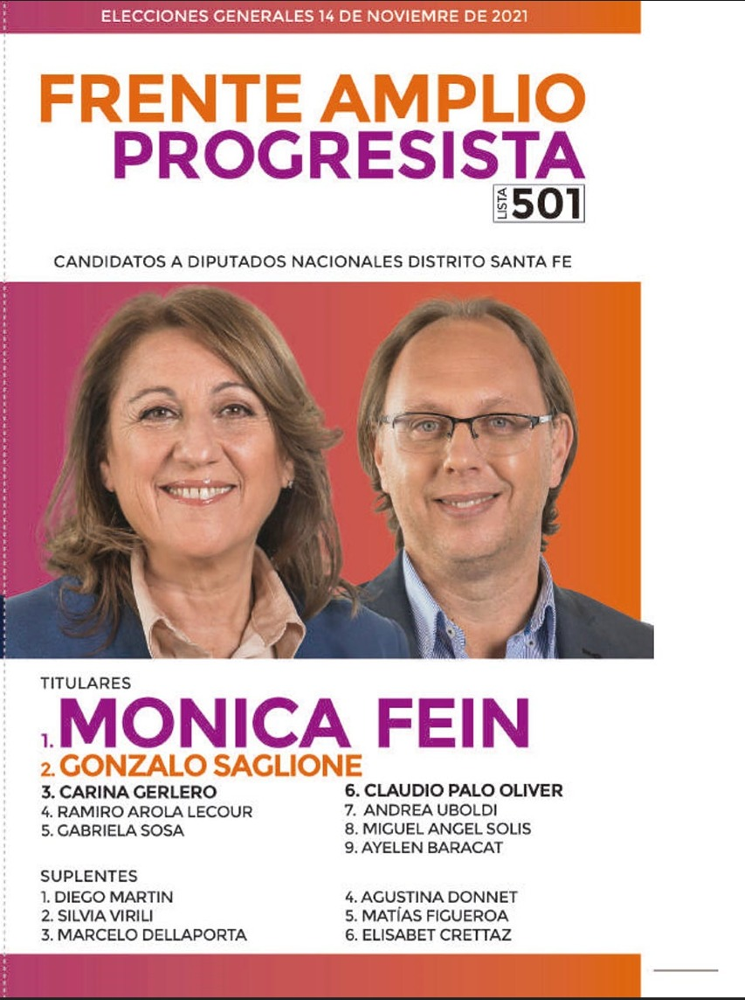 ELECCIONES GENERALES 14 DE NOVIEMRE DE 2021
FRENTE AMPLIO
PROGRESISTA
LISTA 501
CANDIDATOS A DIPUTADOS NACIONALES DISTRITO SANTA FE
TITULARES
1. MONICA FEIN
2. GONZALO SAGLIONE
3. CARINA GERLERO
4. RAMIRO AROLA LECOUR
5. GABRIELA SOSA
6. CLAUDIO PALO OLIVER
7. ANDREA UBOLDI
8. MIGUEL ANGEL SOLIS
9. AYELEN BARACAT
SUPLENTES
1. DIEGO MARTIN
2. SILVIA VIRILI
3. MARCELO DELLAPORTA
4. AGUSTINA DONNET
5. MATÍAS FIGUEROA
6. ELISABET CRETTAZ